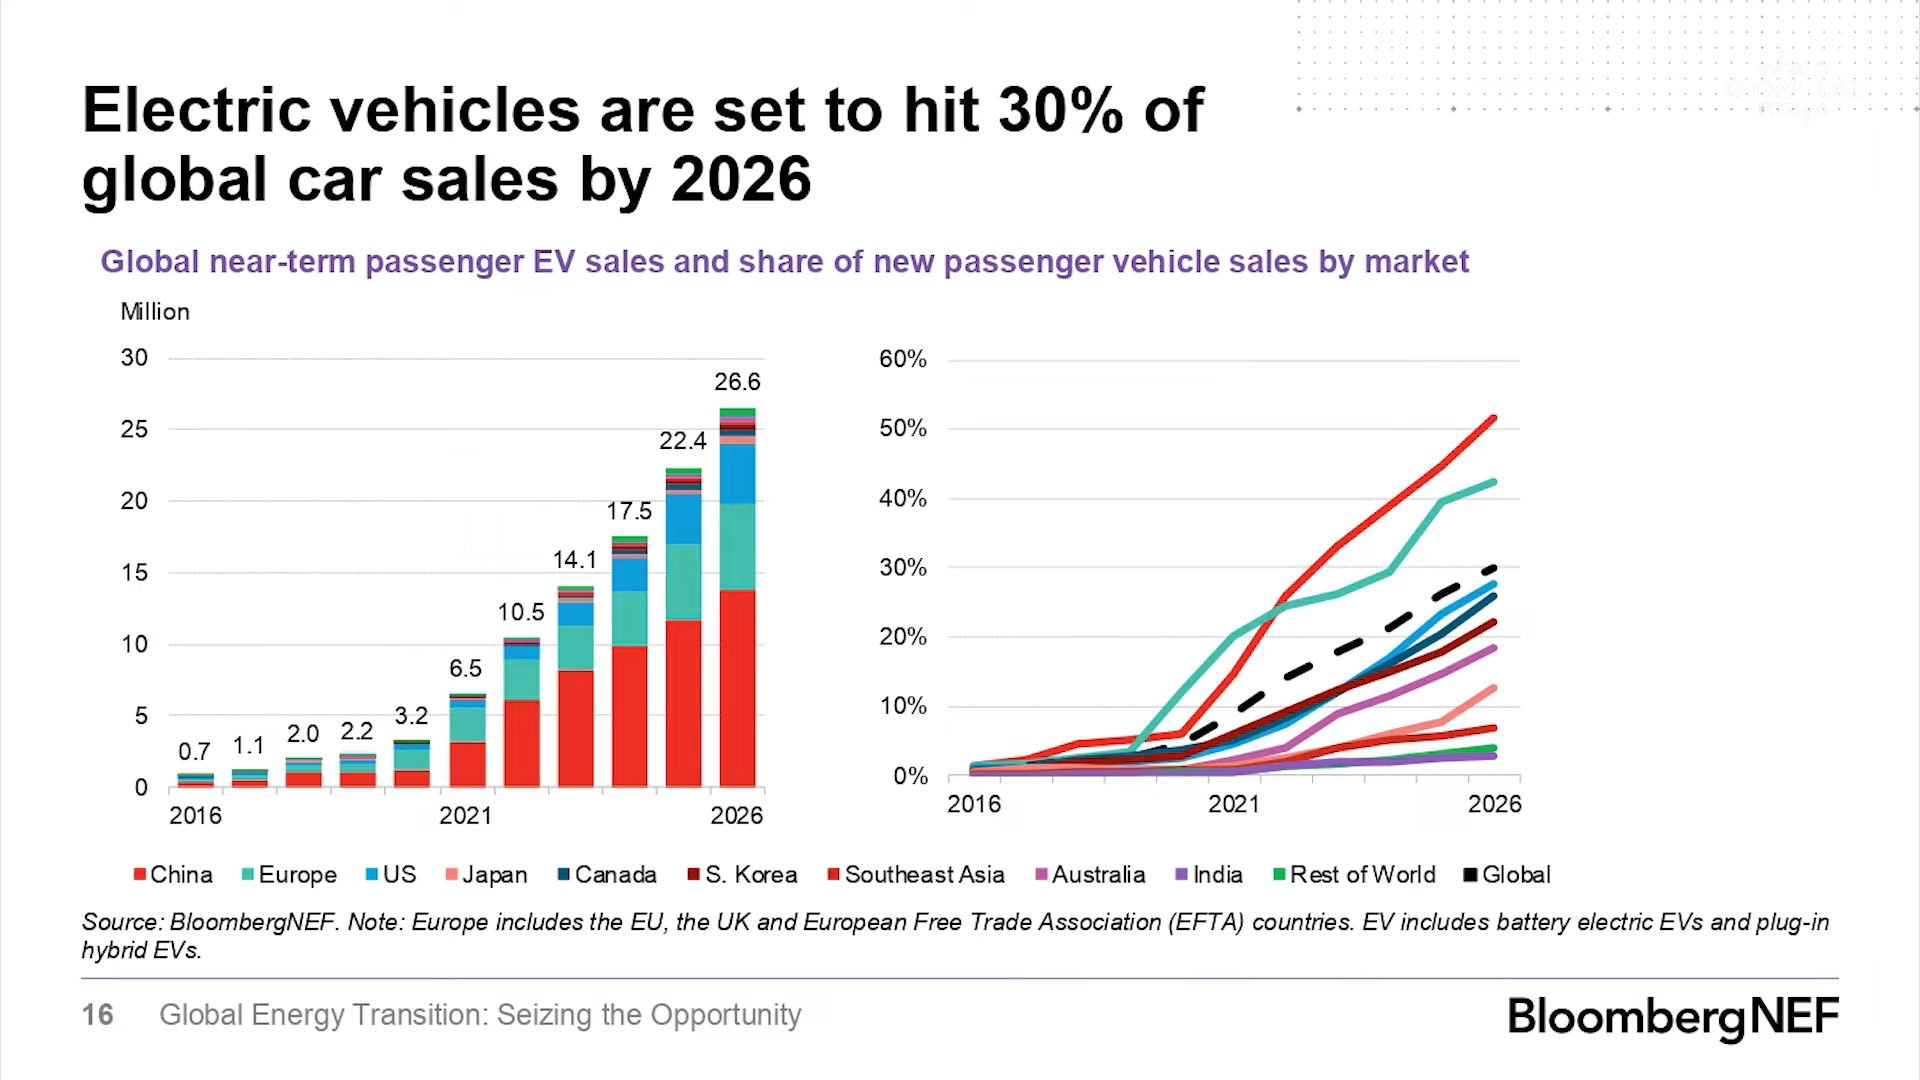 Electric vehicles are set to hit 30% of
global car sales by 2026
Global near-term passenger EV sales and share of new passenger vehicle sales by market
Million
30
25
20
15
10
5
0
0.7
1.1
2.0
2.2
3.2
6.5
10.5
14.1
17.5
22.4
26.6
2016
2021
2026
60%
50%
40%
30%
20%
10%
0%
2016
2021
2026
China
Europe
US
Japan
Canada
S. Korea
Southeast Asia
Australia
India
Rest of World
Global
Source: BloombergNEF. Note: Europe includes the EU, the UK and European Free Trade Association (EFTA) countries. EV includes battery electric EVs and plug-in
hybrid EVs.
16 Global Energy Transition: Seizing the Opportunity
BloombergNEF